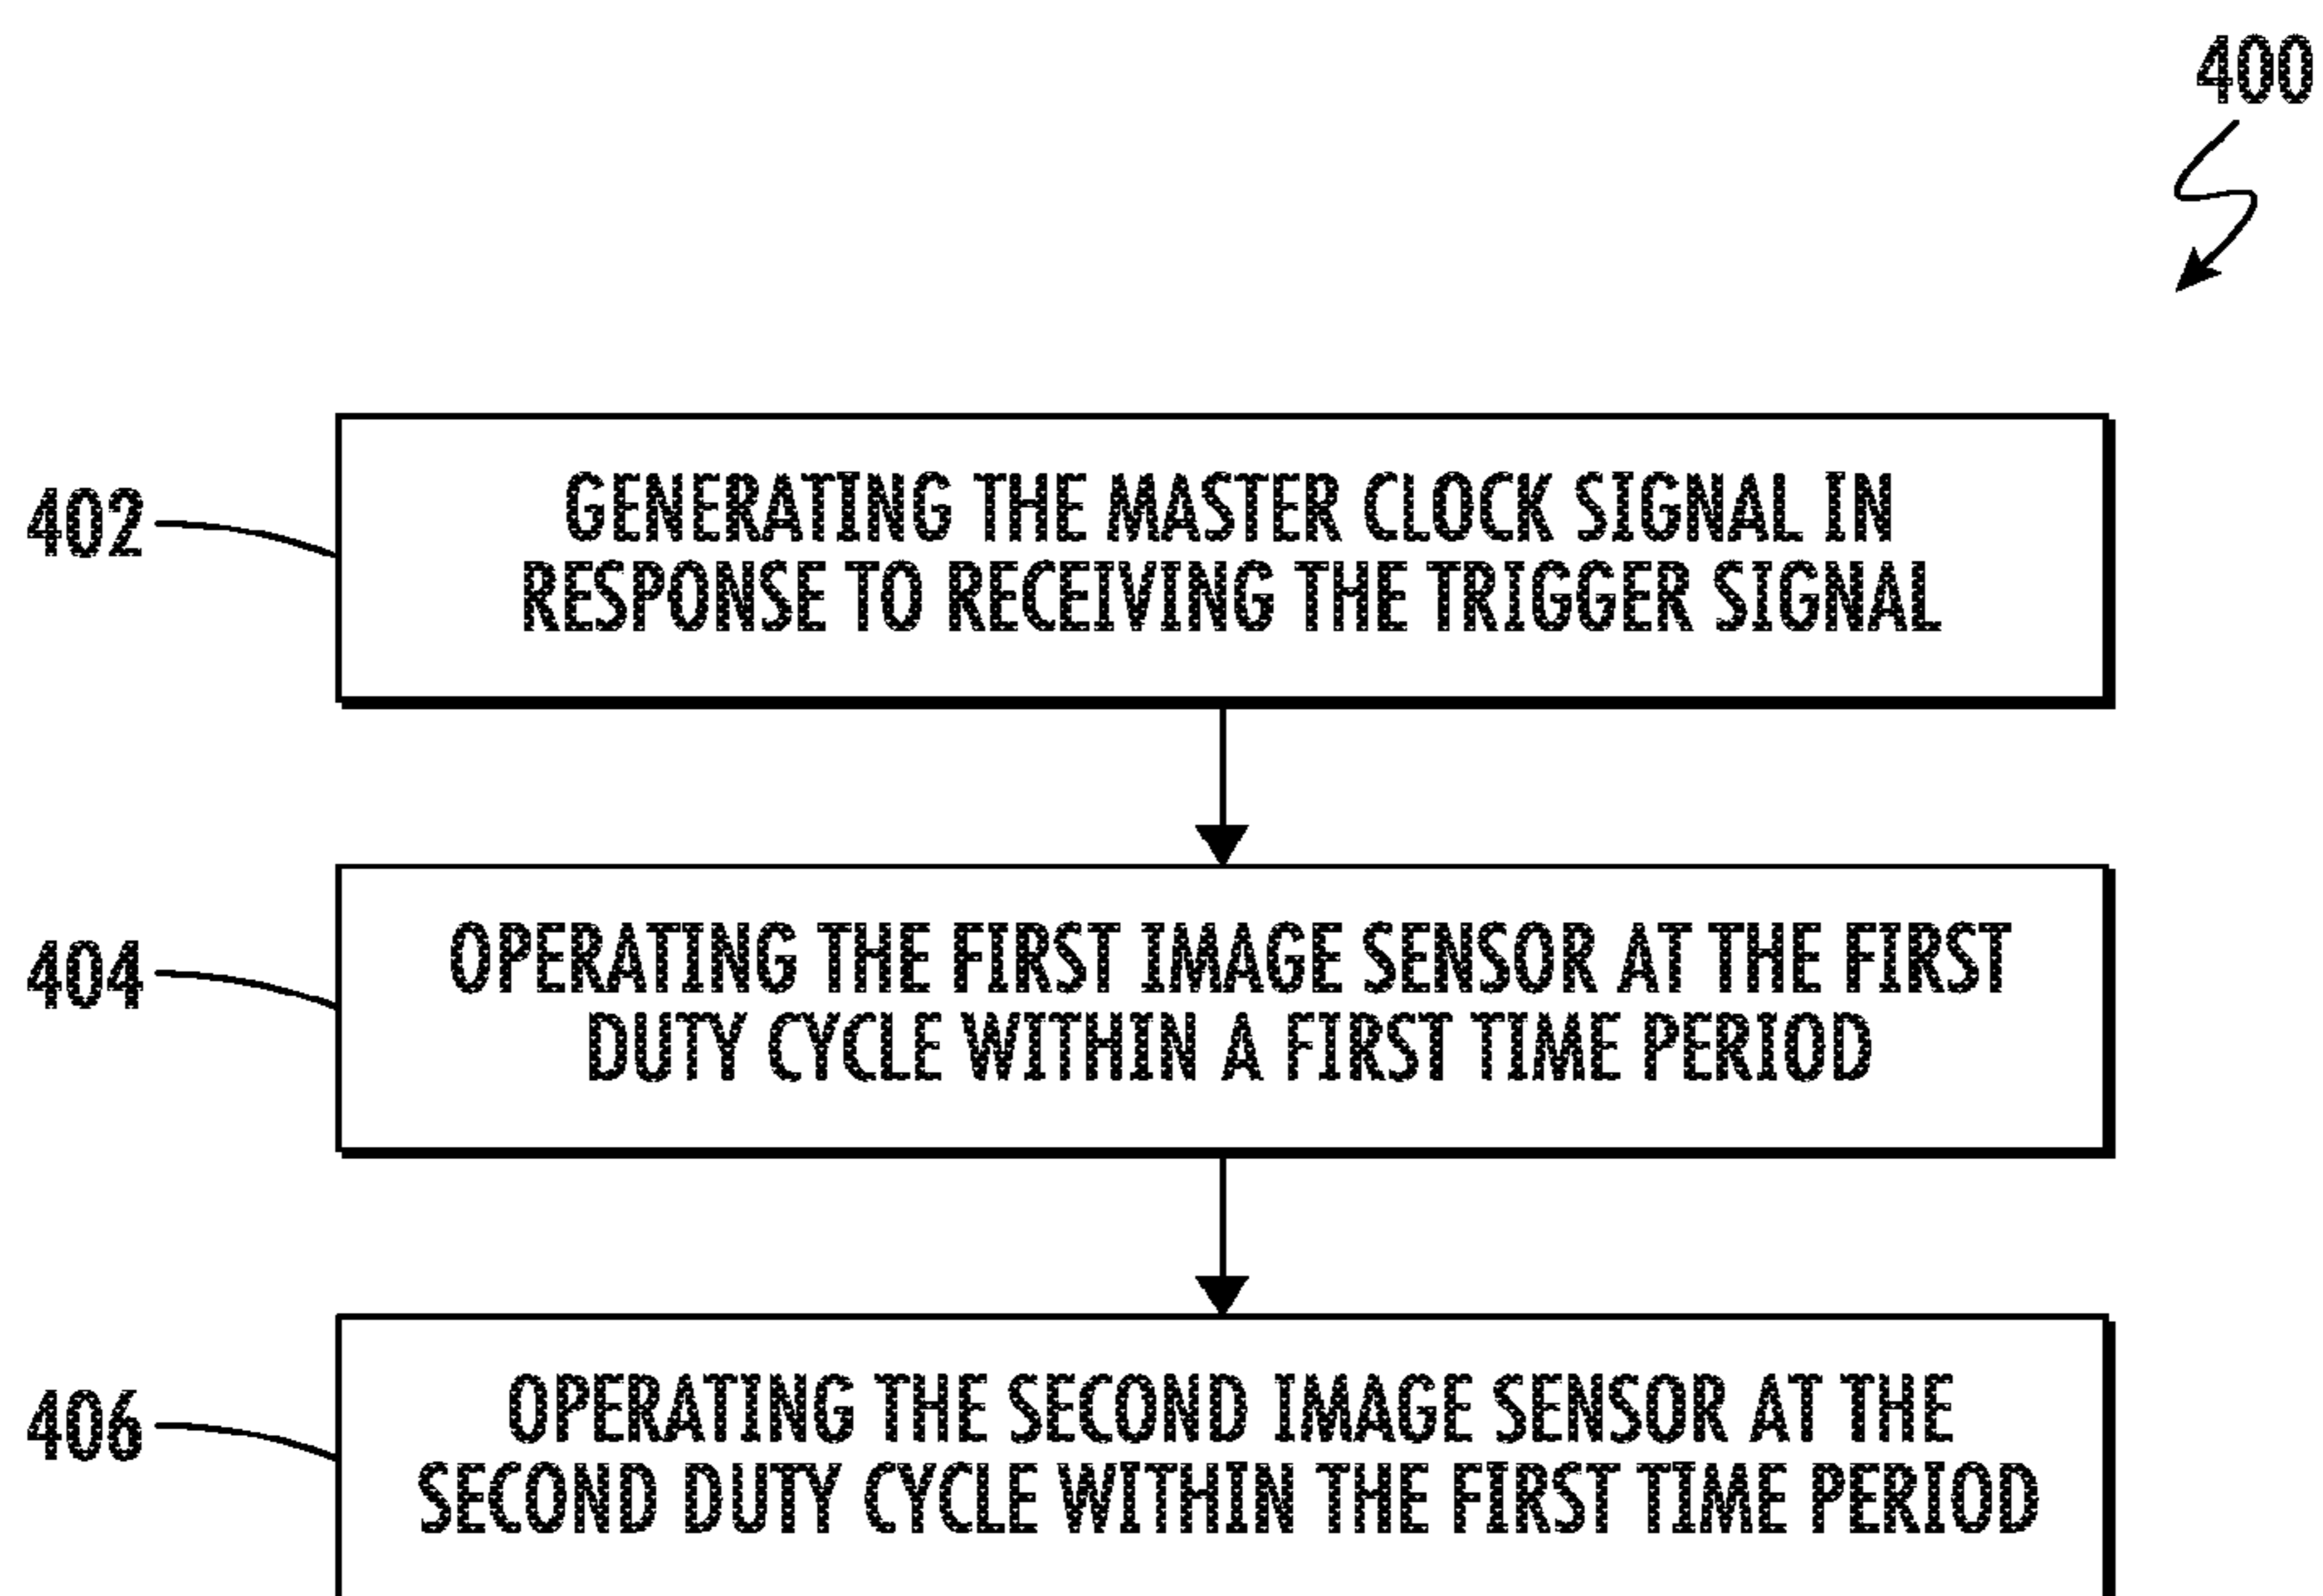 400
402
GENERATING THE MASTER CLOCK SIGNAL IN
RESPONSE TO RECEIVING THE TRIGGER SIGNAL
404
OPERATING THE FIRST IMAGE SENSOR AT THE FIRST
DUTY CYCLE WITHIN A FIRST TIME PERIOD
406
OPERATING THE SECOND IMAGE SENSOR AT THE
SECOND DUTY CYCLE WITHIN THE FIRST TIME PERIOD